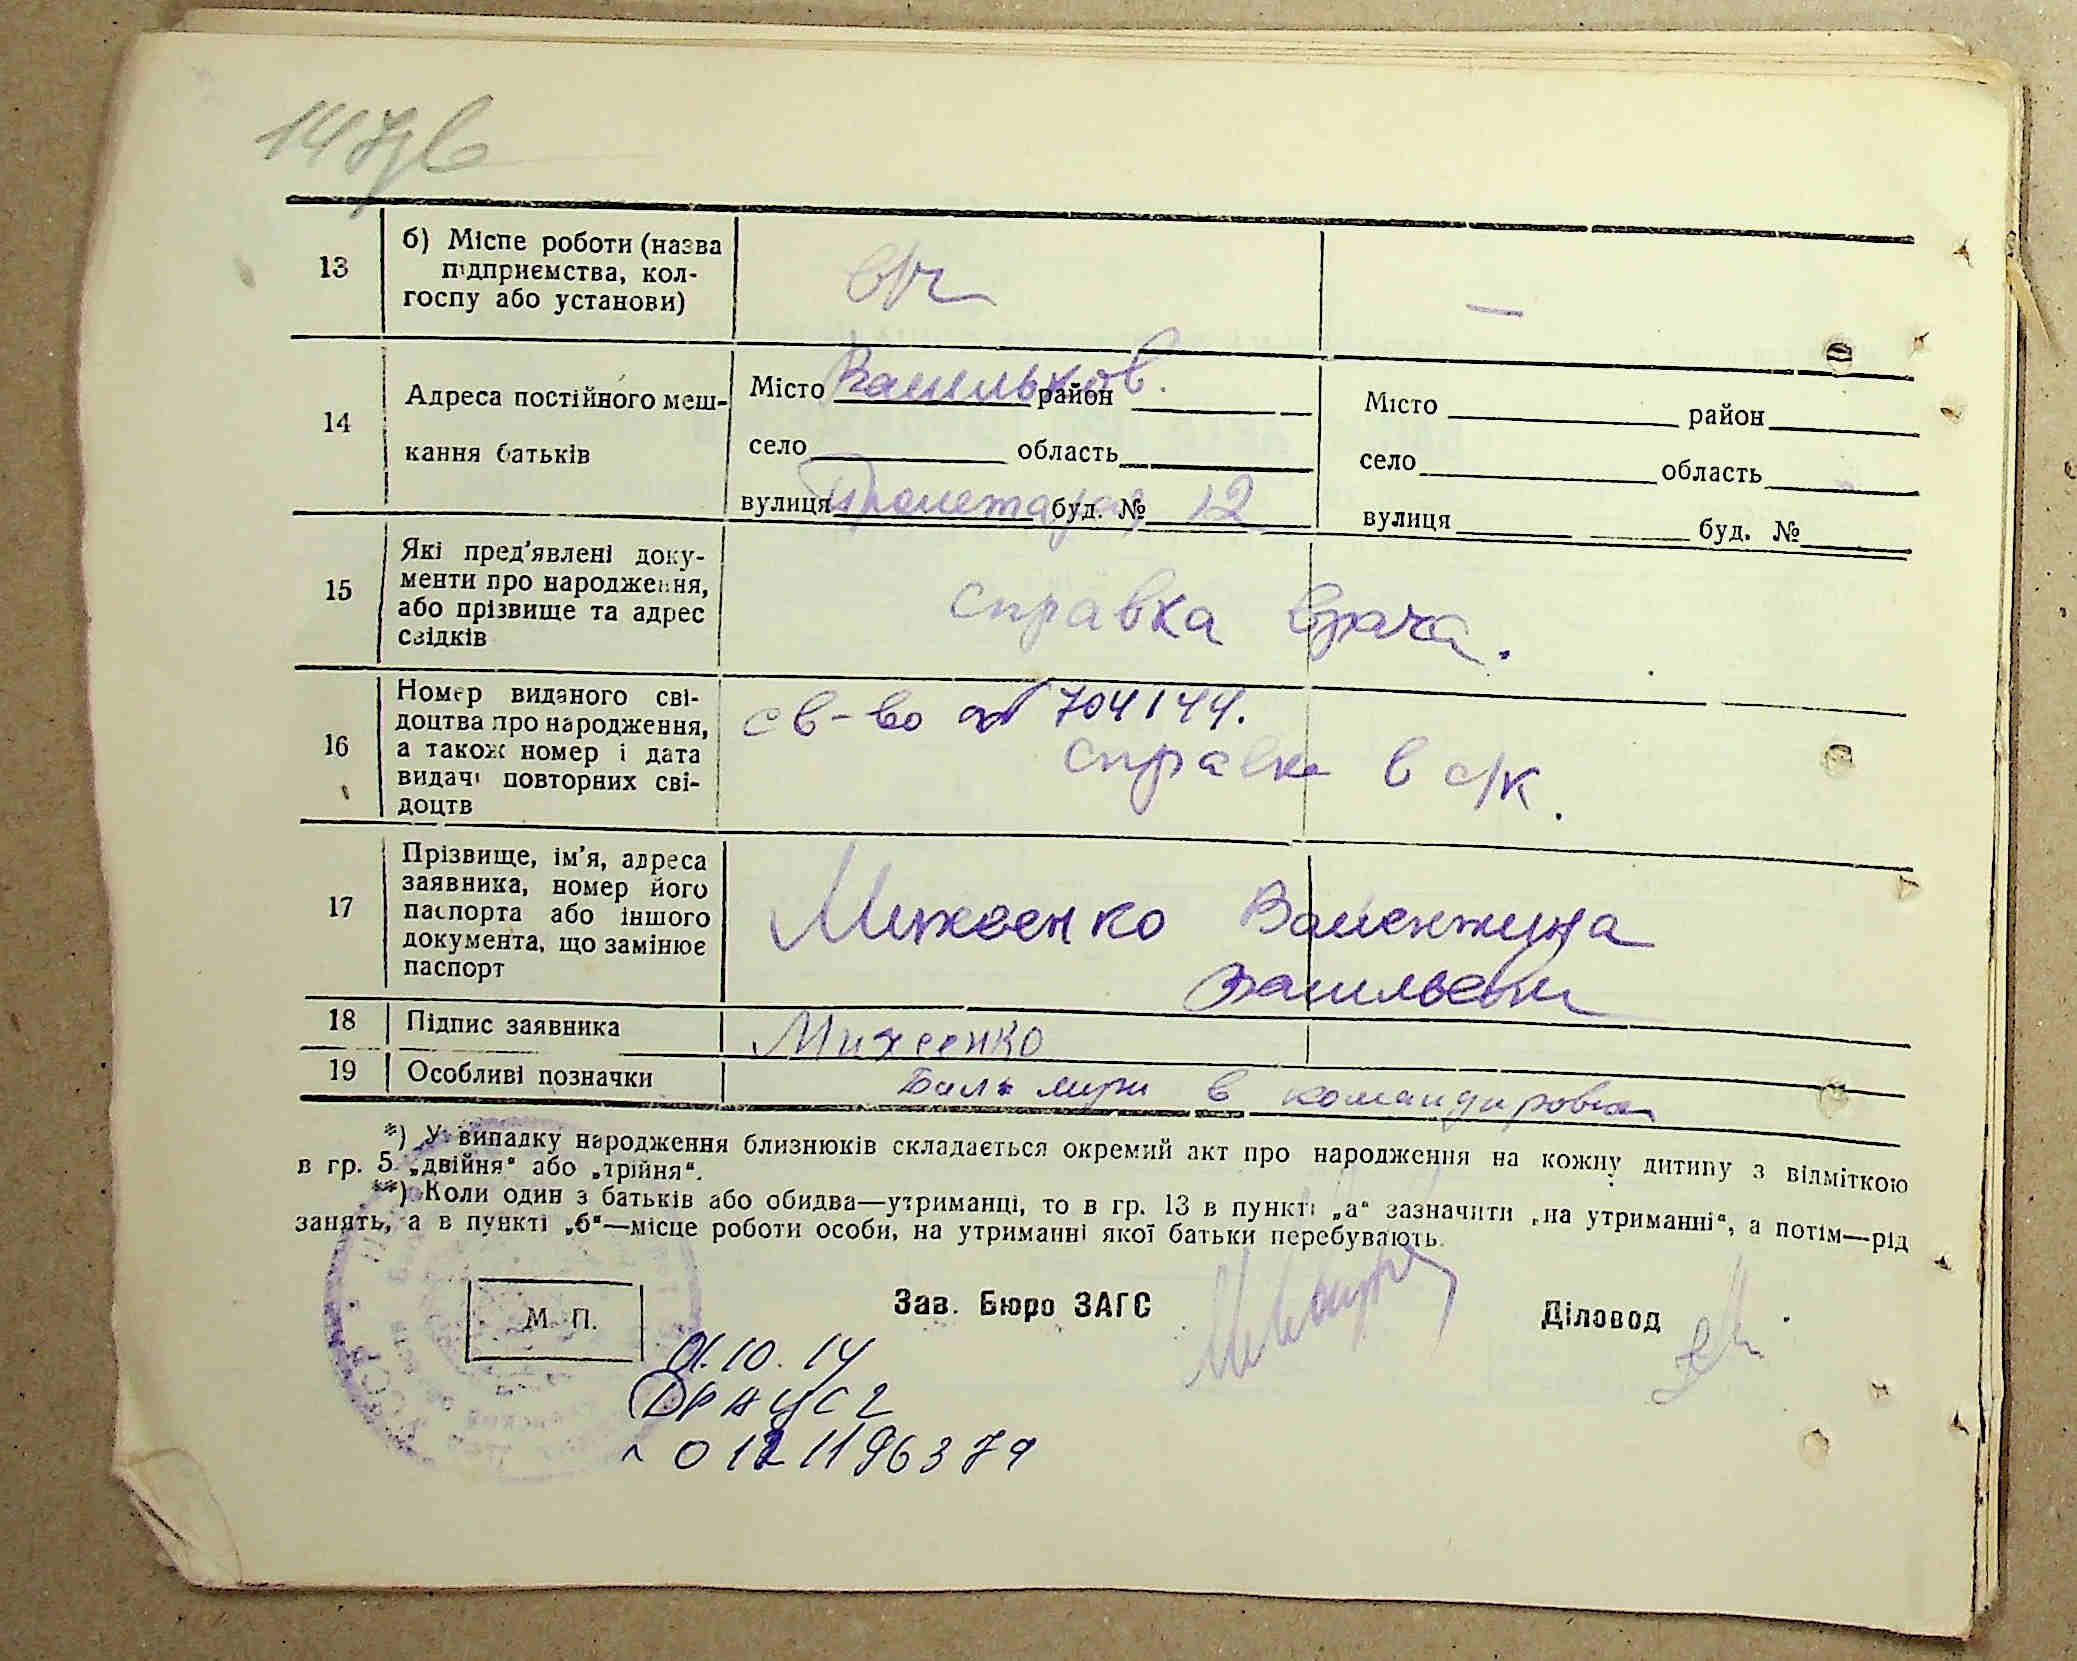 147в
13
б) Місце роботи (назва
підприємства, кол-
госпу або установи)
в/ч
—
14
Адреса постійного меш-
кання батьків
Місто Васильков. район
село область
вулиця буд. № 12
Місто район
село область
вулиця буд. №
15
Які пред'явлені доку-
менти про народження,
або прізвище та адрес
свідків
справка врача.
16
Номер виданого сві-
доцтва про народження,
а також номер і дата
видачі повторних сві-
доцтв
св-во № 704144.
справка в с/к.
17
Прізвище, ім'я, адреса
заявника, номер його
паспорта або іншого
документа, що замінює
паспорт
Михеенко Валентина
Васильевна
18
Підпис заявника
Михеенко
19
Особливі позначки
в командировке
*) У випадку народження близнюків складається окремий акт про народження на кожну дитину з відміткою
в гр. 5 „двійня“ або „трійня“.
**) Коли один з батьків або обидва—утриманці, то в гр. 13 в пункті „а“ зазначити „на утриманні“, а потім—рід
занять, а в пункті „б“—місце роботи особи, на утриманні якої батьки перебувають.
М. П.
Зав. Бюро ЗАГС
Діловод
01.10.14
ДРАЦС г